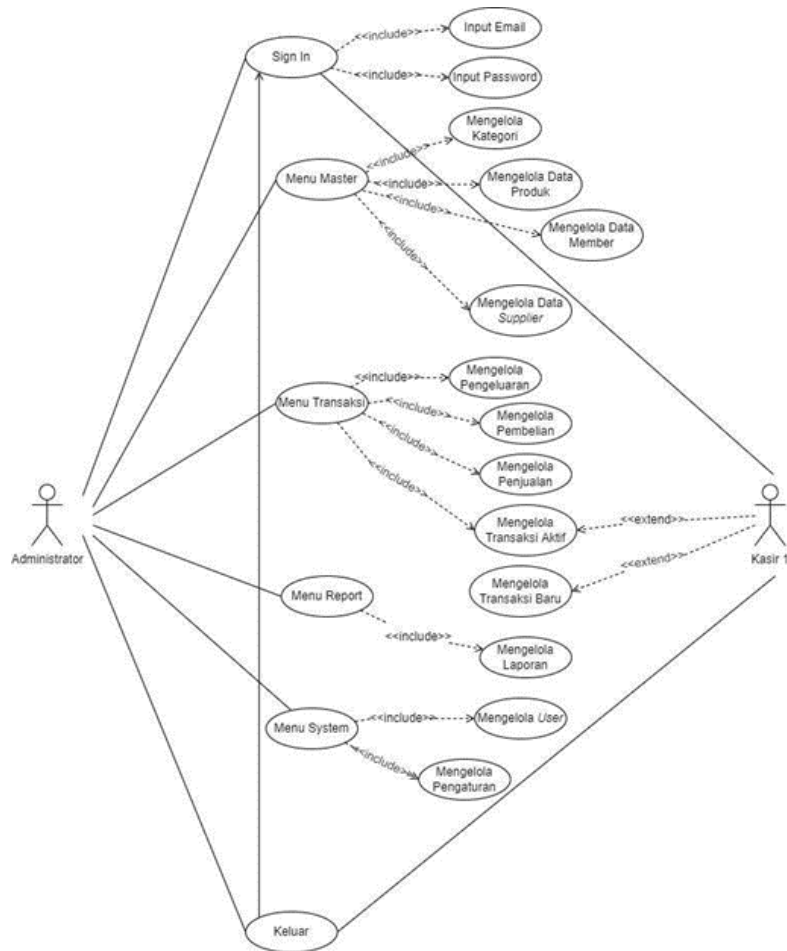 <<include>>
Input Email
Sign In
<<include>>
Input Password
Mengelola
Kategori
<<include>>
Menu Master
<<include>>
Mengelola Data
Produk
<<include>>
Mengelola Data
Member
<<include>>
Mengelola Data
Supplier
<<include>>
Mengelola
Pengeluaran
Menu Transaksi
<<include>>
Mengelola
Pembelian
<<include>>
Mengelola
Penjualan
<<include>>
Mengelola
Transaksi Aktif
<<extend>>
Administrator
Kasir 1
<<extend>>
Mengelola
Transaksi Baru
Menu Report
<<include>>
Mengelola
Laporan
Menu System
<<include>>
Mengelola User
<<include>>
Mengelola
Pengaturan
Keluar